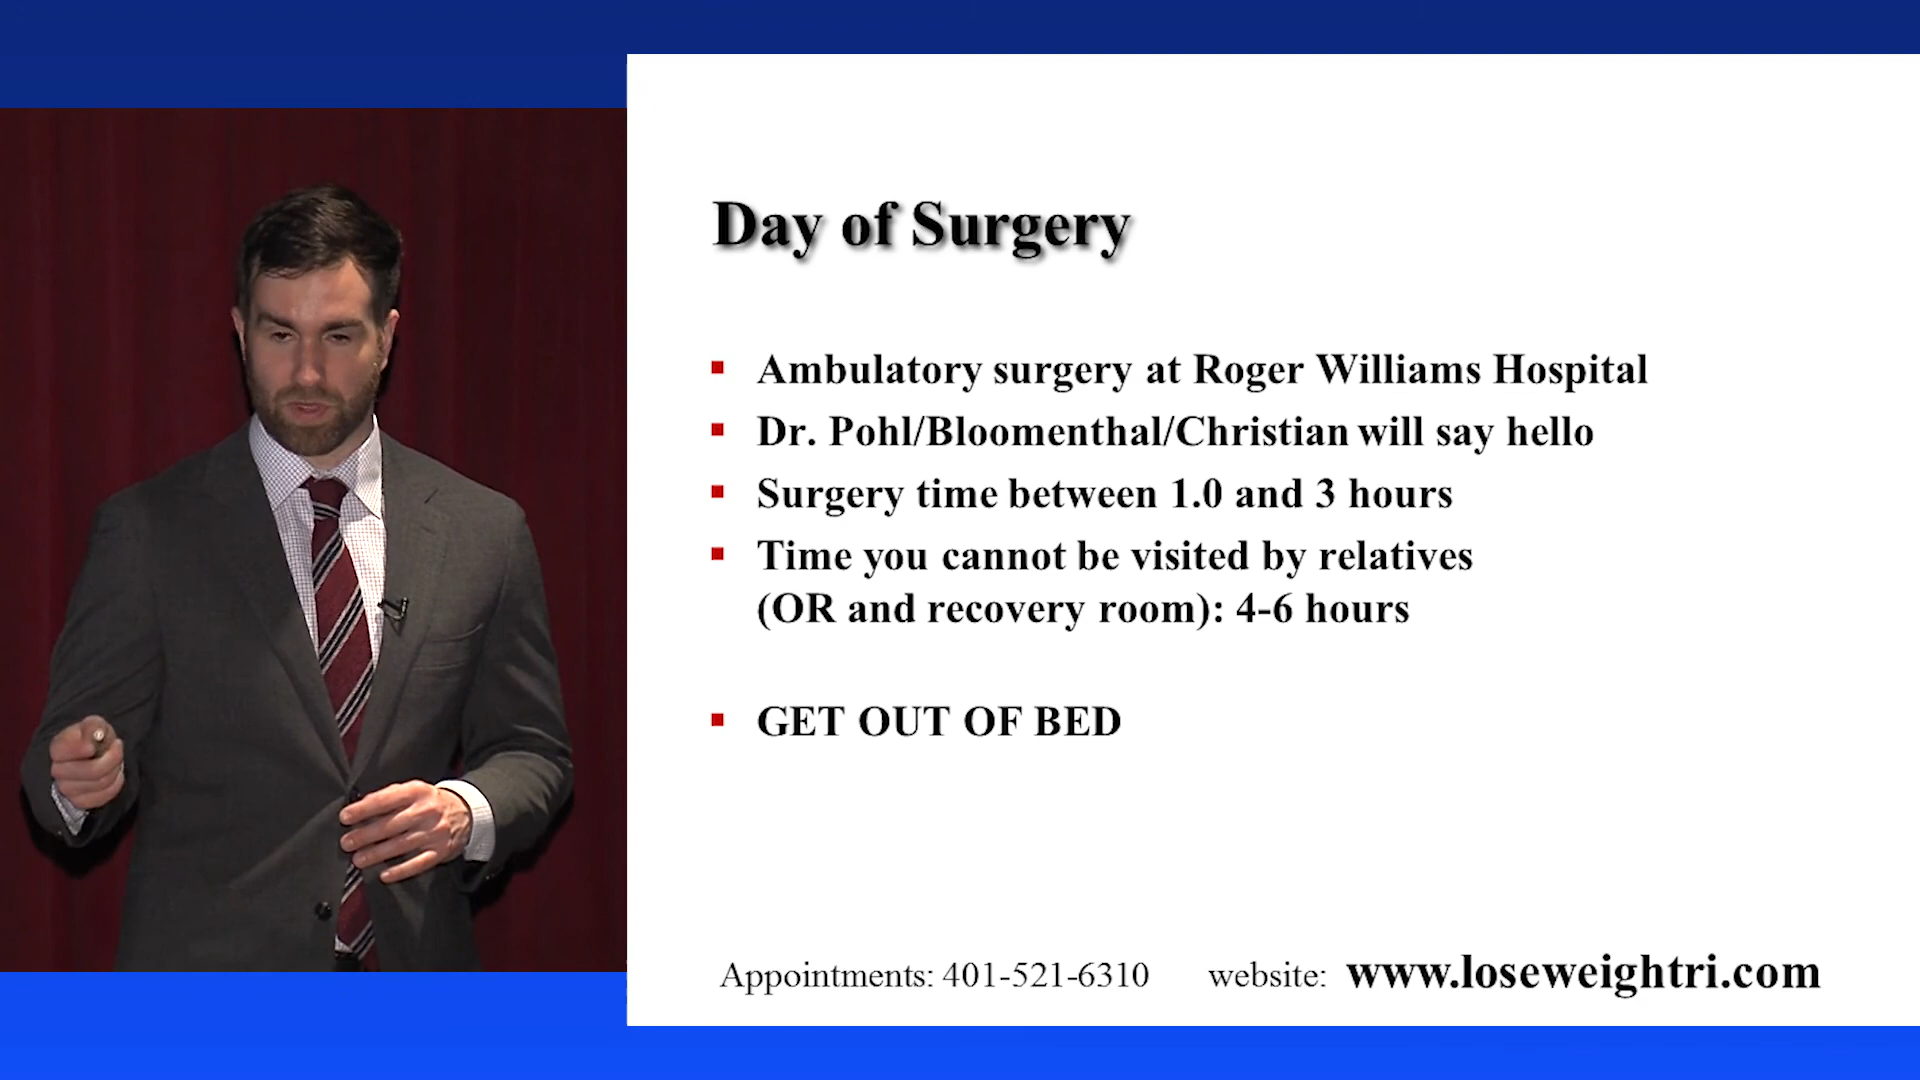 Day of Surgery
Ambulatory surgery at Roger Williams Hospital
Dr. Pohl/Bloomenthal/Christian will say hello
Surgery time between 1.0 and 3 hours
Time you cannot be visited by relatives
(OR and recovery room): 4-6 hours
GET OUT OF BED
Appointments: 401-521-6310 website: www.loseweightri.com